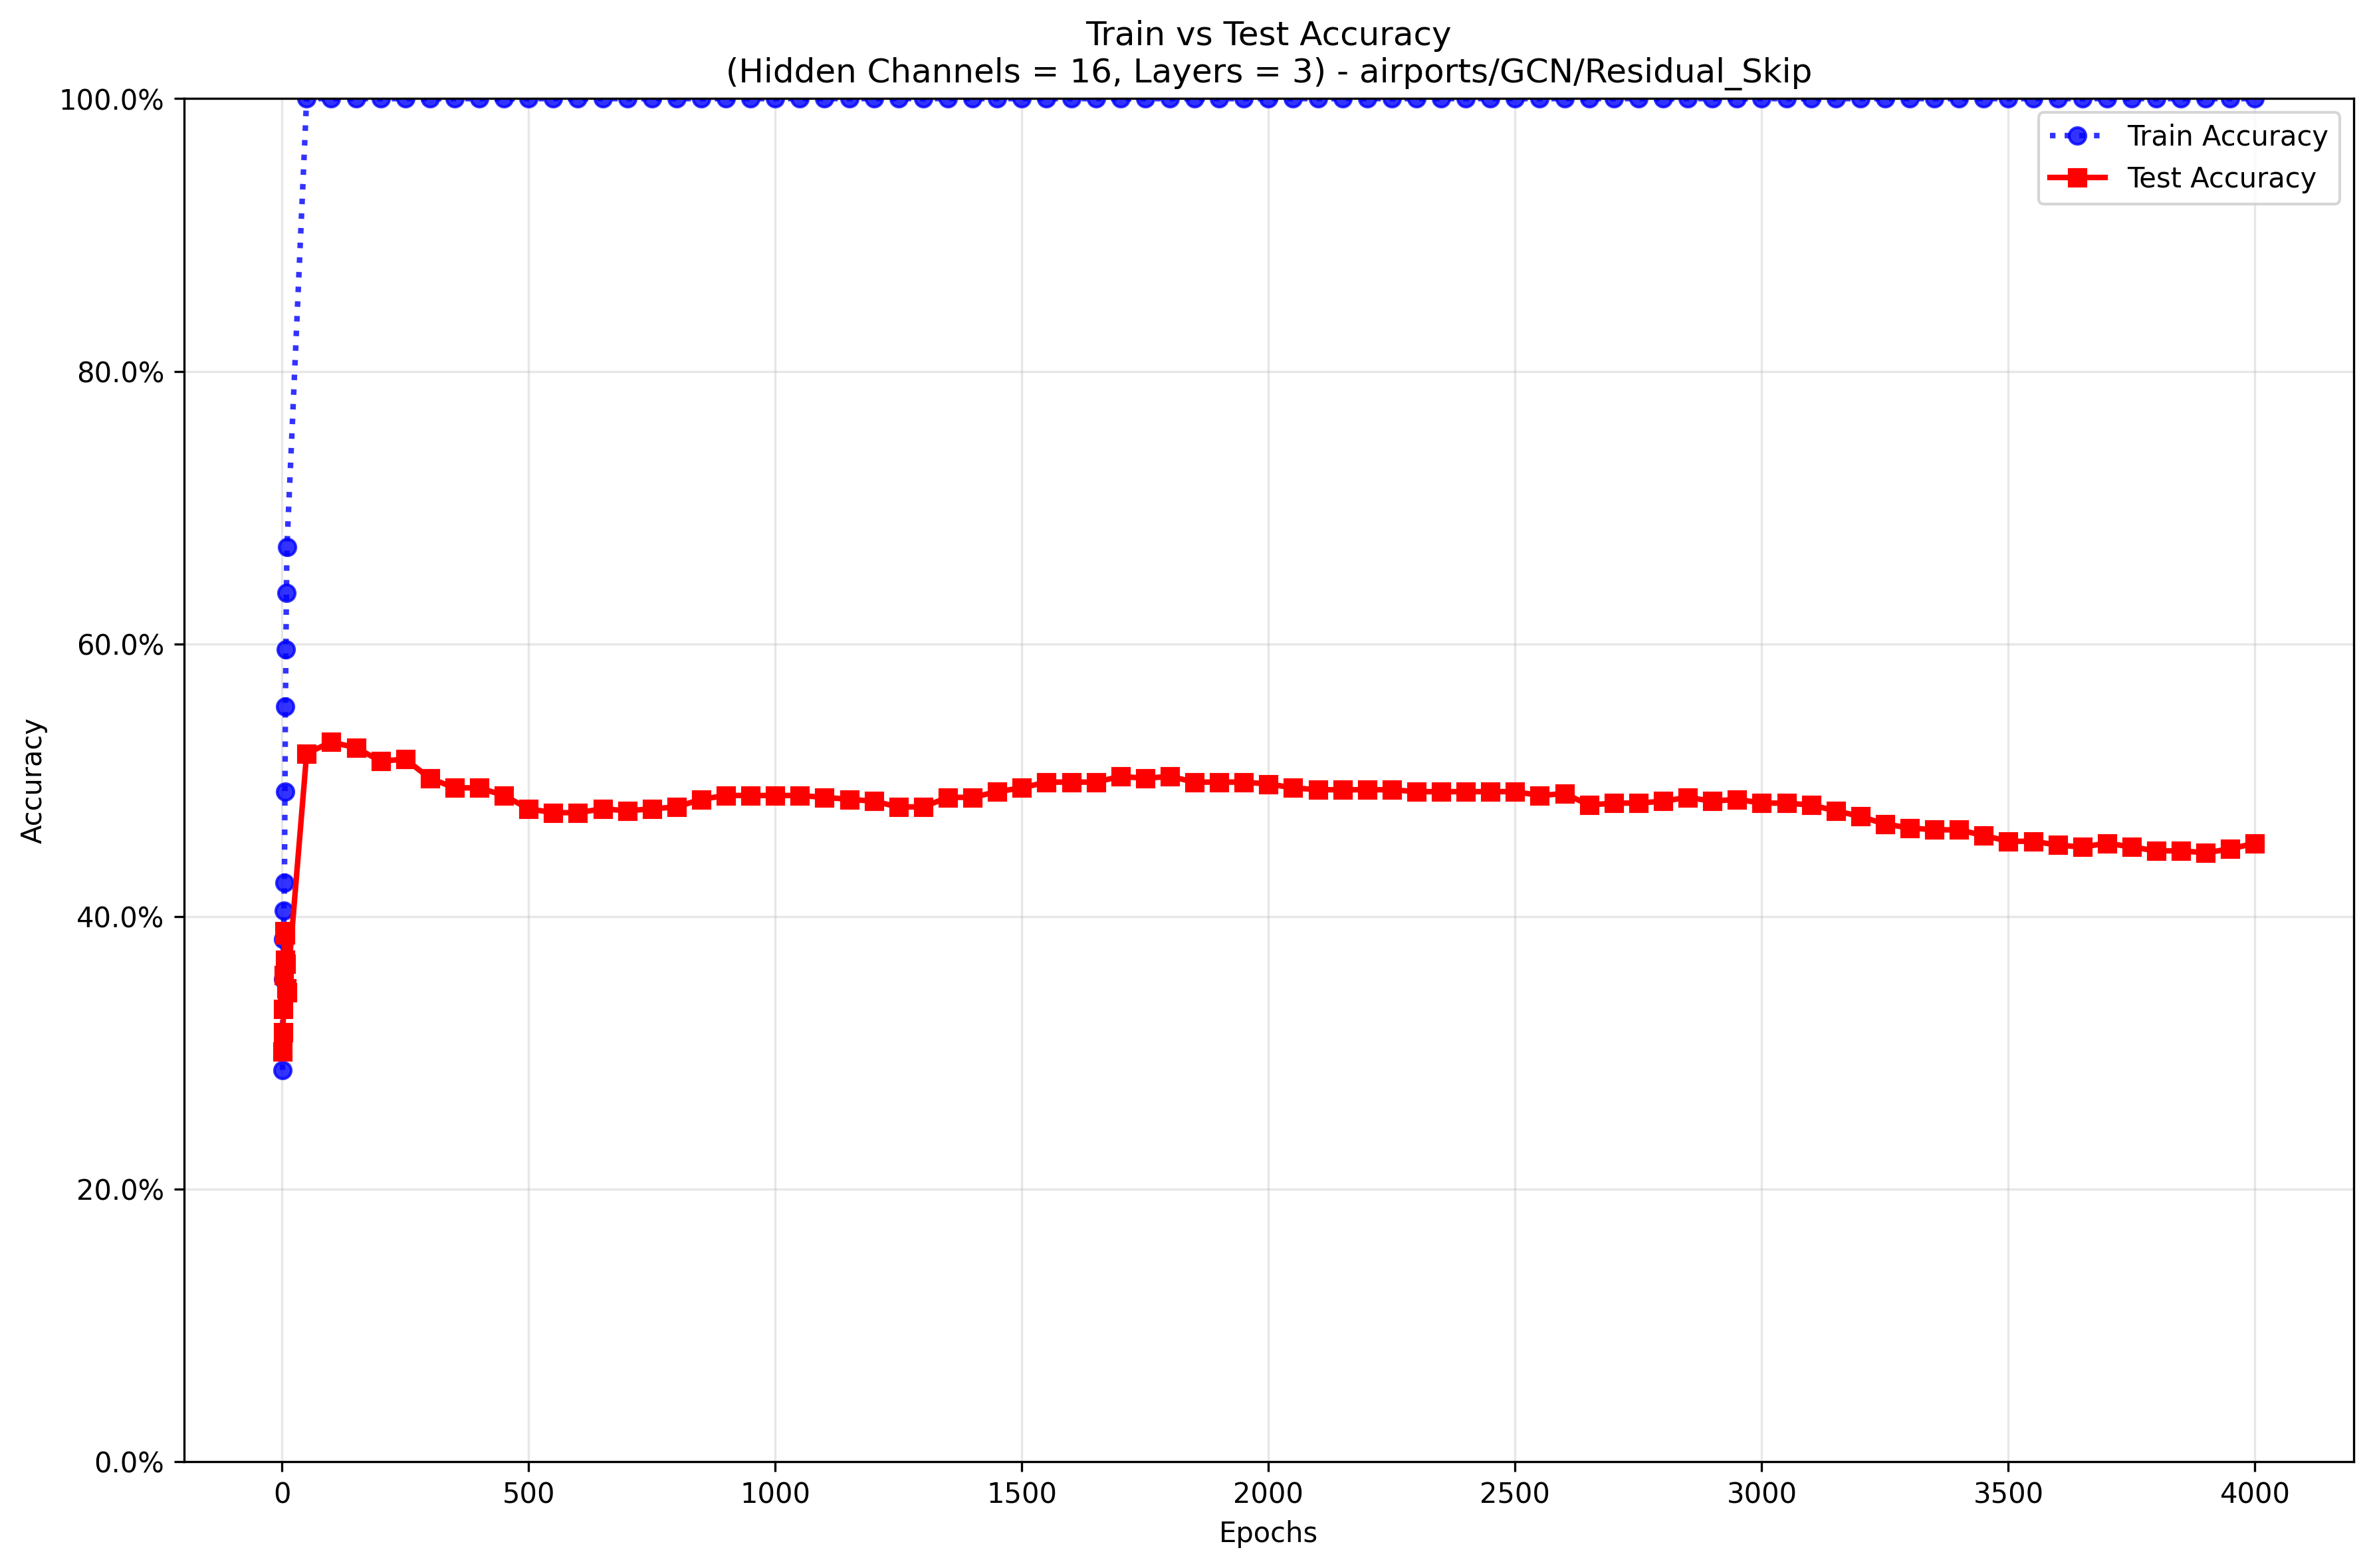 Train vs Test Accuracy
(Hidden Channels = 16, Layers = 3) - airports/GCN/Residual_Skip
100.0%
80.0%
60.0%
40.0%
20.0%
0.0%
Accuracy
Train Accuracy
Test Accuracy
0 500 1000 1500 2000 2500 3000 3500 4000
Epochs